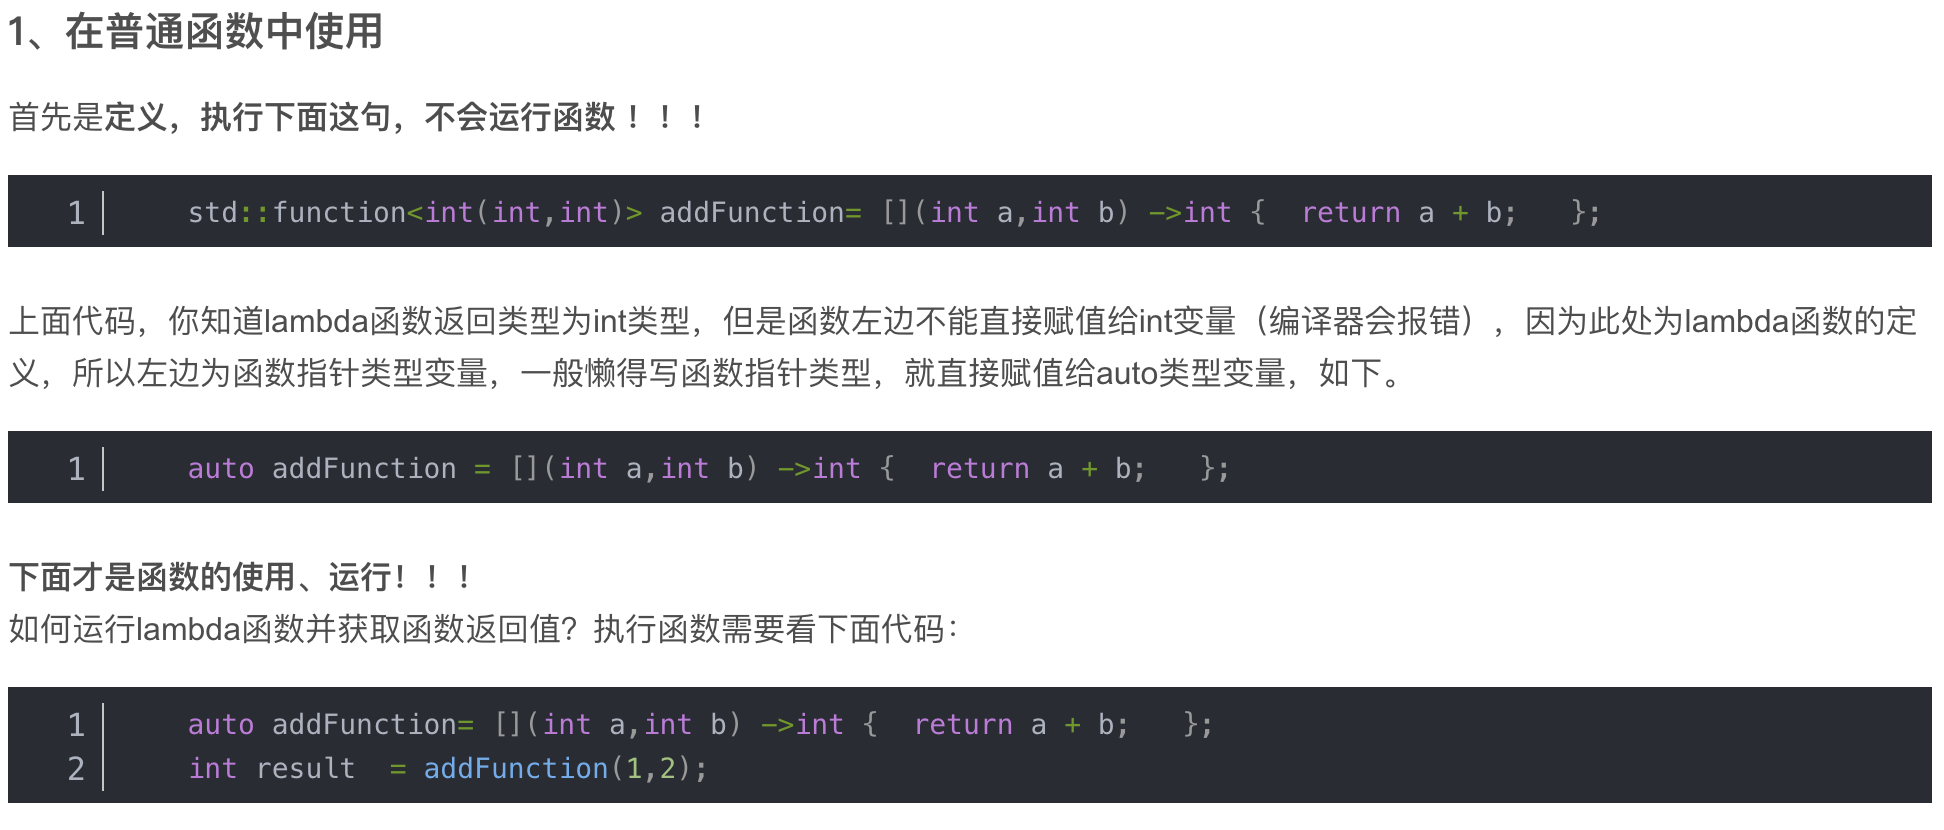 1、在普通函数中使用
首先是定义，执行下面这句，不会运行函数！！！
1 std::function<int(int,int)> addFunction= [](int a,int b) ->int {  return a + b;   };
上面代码，你知道lambda函数返回类型为int类型，但是函数左边不能直接赋值给int变量（编译器会报错），因为此处为lambda函数的定
义，所以左边为函数指针类型变量，一般懒得写函数指针类型，就直接赋值给auto类型变量，如下。
1 auto addFunction = [](int a,int b) ->int {  return a + b;   };
下面才是函数的使用、运行！！！
如何运行lambda函数并获取函数返回值？执行函数需要看下面代码：
1 auto addFunction= [](int a,int b) ->int {  return a + b;   };
2 int result  = addFunction(1,2);